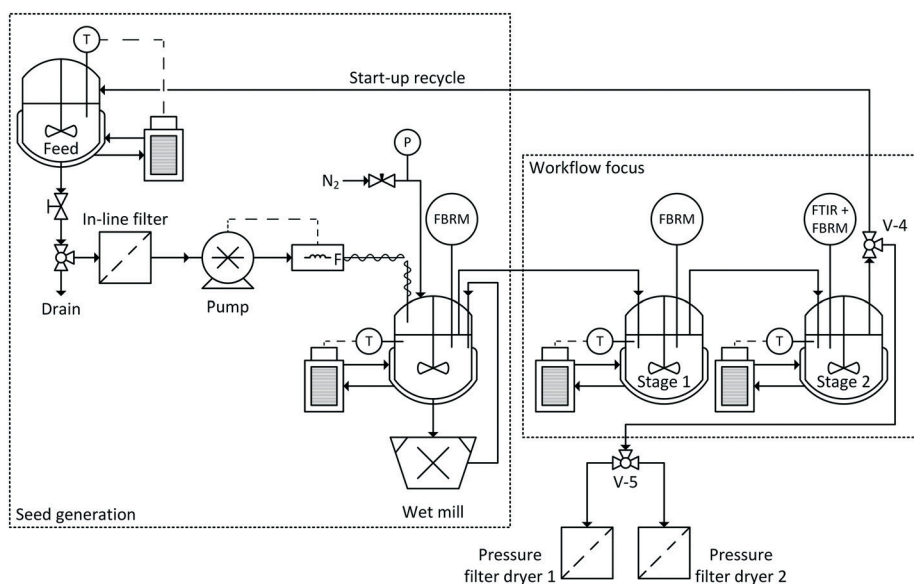 T
Start-up recycle
Feed
P
Workflow focus
N2
FBRM
FBRM
FTIR +
FBRM
V-4
In-line filter
F
Drain
Pump
T
T
T
Stage 1
Stage 2
V-5
Wet mill
Seed generation
Pressure
filter dryer 1
Pressure
filter dryer 2